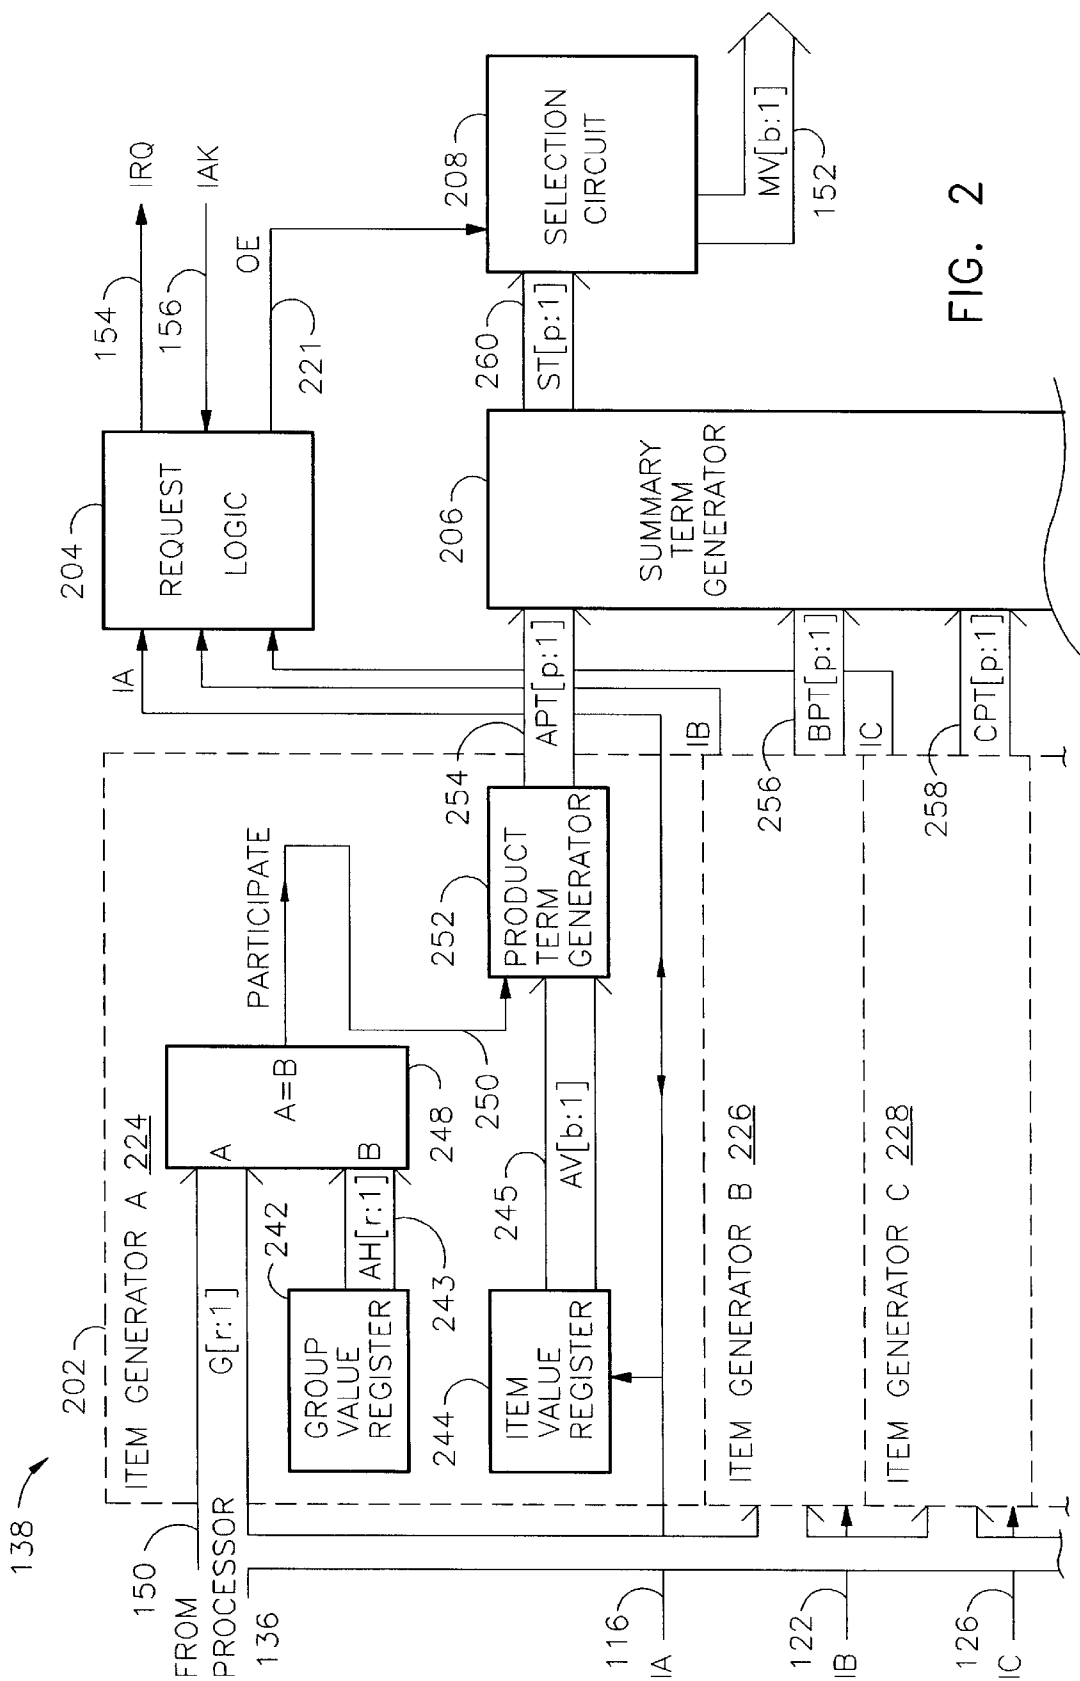 138
202
ITEM GENERATOR A 224
150
FROM
PROCESSOR
136
G[r:1]
242
GROUP
VALUE
REGISTER
AH[r:1]
243
A
B
A=B
248
PARTICIPATE
250
244
ITEM
VALUE
REGISTER
245
AV[b:1]
252
PRODUCT
TERM
GENERATOR
254
APT[p:1]
IA
204
REQUEST
LOGIC
154
IRQ
156
IAK
OE
221
206
SUMMARY
TERM
GENERATOR
260
ST[p:1]
208
SELECTION
CIRCUIT
MV[b:1]
152
116
IA
ITEM GENERATOR B 226
IB
256
BPT[p:1]
122
IB
ITEM GENERATOR C 228
IC
258
CPT[p:1]
126
IC
FIG. 2